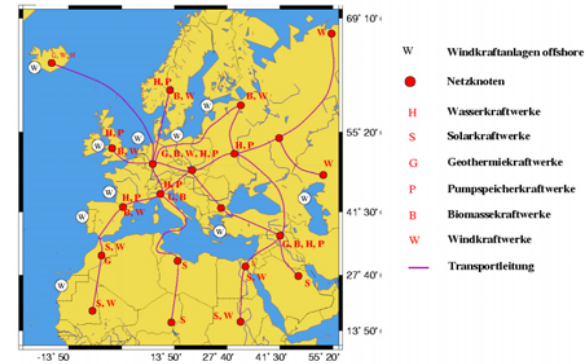 69 10'
55 20'
41 30'
27 40'
13 50'
-13 50'
0
13 50'
27 40'
41 30'
55 20'
G, W, H
W
W
H, P
B, W
W
B, W
W
W
W
H, P
B, W
G, B, W, H, P
H, P
W
W
H, P
G, B
H, P
B, W
W
W
W
G, B, H, P
S, W
G
S
S, W
S
W
S, W
S
S, W
W Windkraftanlagen offshore
Netzknoten
H Wasserkraftwerke
S Solarkraftwerke
G Geothermiekraftwerke
P Pumpspeicherkraftwerke
B Biomassekraftwerke
W Windkraftwerke
Transportleitung